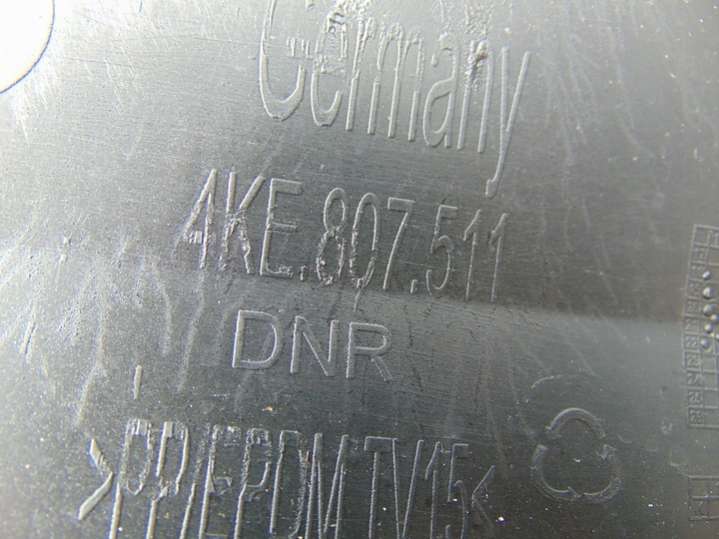 Germany
4KE.807.511
DNR
>PP/EPDM TV15<